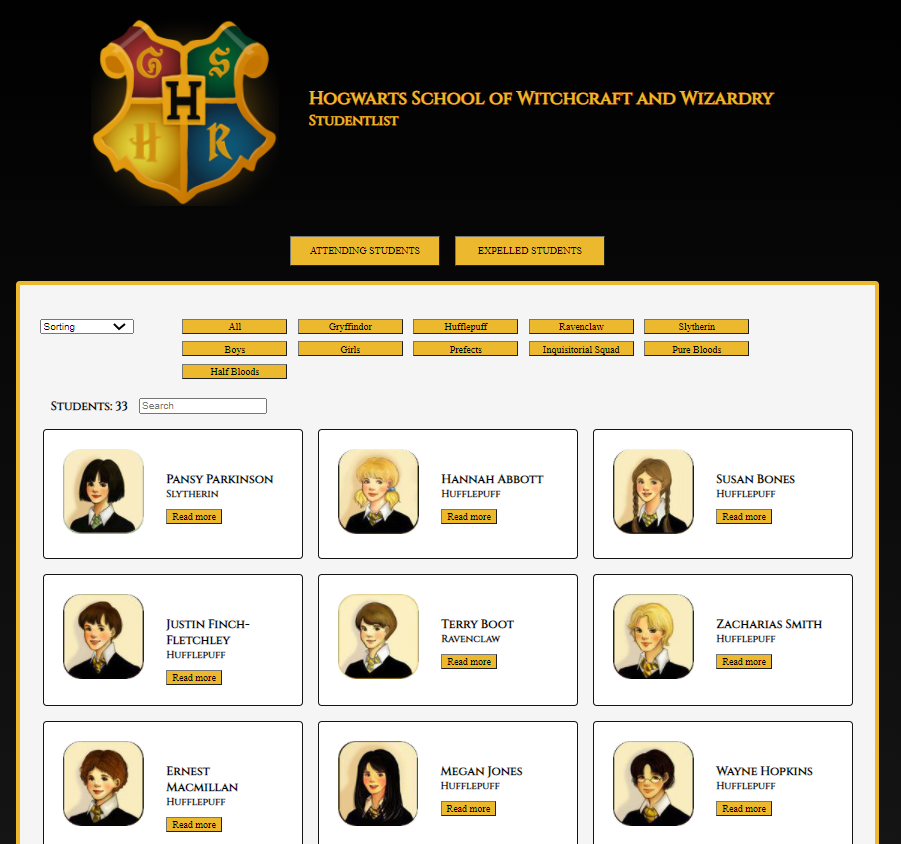 G S
H
H R
Hogwarts School of Witchcraft and Wizardry
Studentlist
ATTENDING STUDENTS EXPELLED STUDENTS
Sorting All Gryffindor Hufflepuff Ravenclaw Slytherin
Boys Girls Prefects Inquisitorial Squad Pure Bloods
Half Bloods
Students: 33 Search
Pansy Parkinson
Slytherin
Read more
Hannah Abbott
Hufflepuff
Read more
Susan Bones
Hufflepuff
Read more
Justin Finch-
Fletchley
Hufflepuff
Read more
Terry Boot
Ravenclaw
Read more
Zacharias Smith
Hufflepuff
Read more
Ernest
Macmillan
Hufflepuff
Read more
Megan Jones
Hufflepuff
Read more
Wayne Hopkins
Hufflepuff
Read more